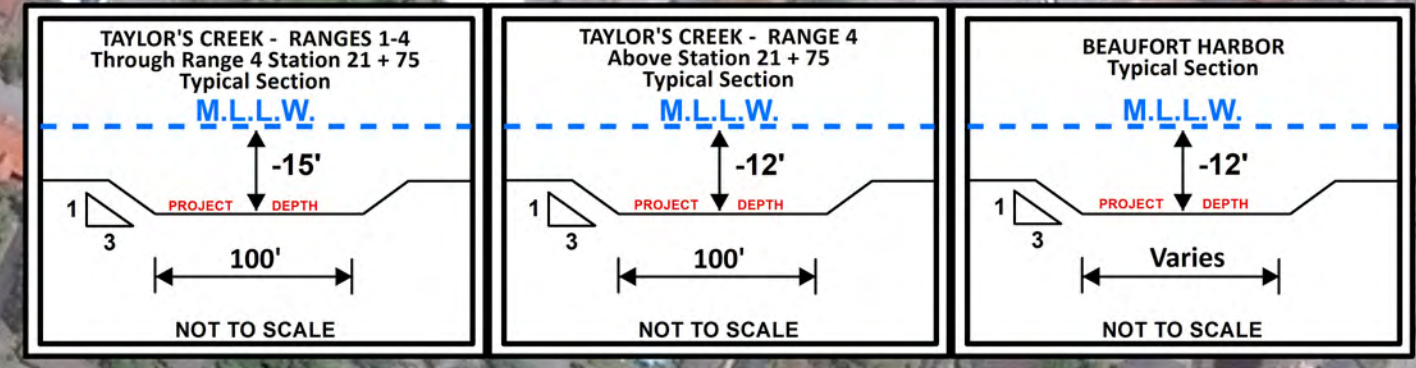 TAYLOR'S CREEK - RANGES 1-4
Through Range 4 Station 21 + 75
Typical Section
M.L.L.W.
-15'
PROJECT DEPTH
1
3
100'
NOT TO SCALE
TAYLOR'S CREEK - RANGE 4
Above Station 21 + 75
Typical Section
M.L.L.W.
-12'
PROJECT DEPTH
1
3
100'
NOT TO SCALE
BEAUFORT HARBOR
Typical Section
M.L.L.W.
-12'
PROJECT DEPTH
1
3
Varies
NOT TO SCALE